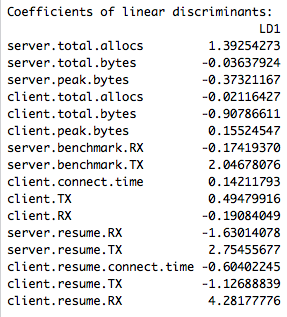 Coefficients of linear discriminants:
LD1
server.total.allocs 1.39254273
server.total.bytes -0.03637924
server.peak.bytes -0.37321167
client.total.allocs -0.02116427
client.total.bytes -0.90786611
client.peak.bytes 0.15524547
server.benchmark.RX -0.17419370
server.benchmark.TX 2.04678076
client.connect.time 0.14211793
client.TX 0.49479916
client.RX -0.19084049
server.resume.RX -1.63014078
server.resume.TX 2.75455677
client.resume.connect.time -0.60402245
client.resume.TX -1.12688839
client.resume.RX 4.28177776